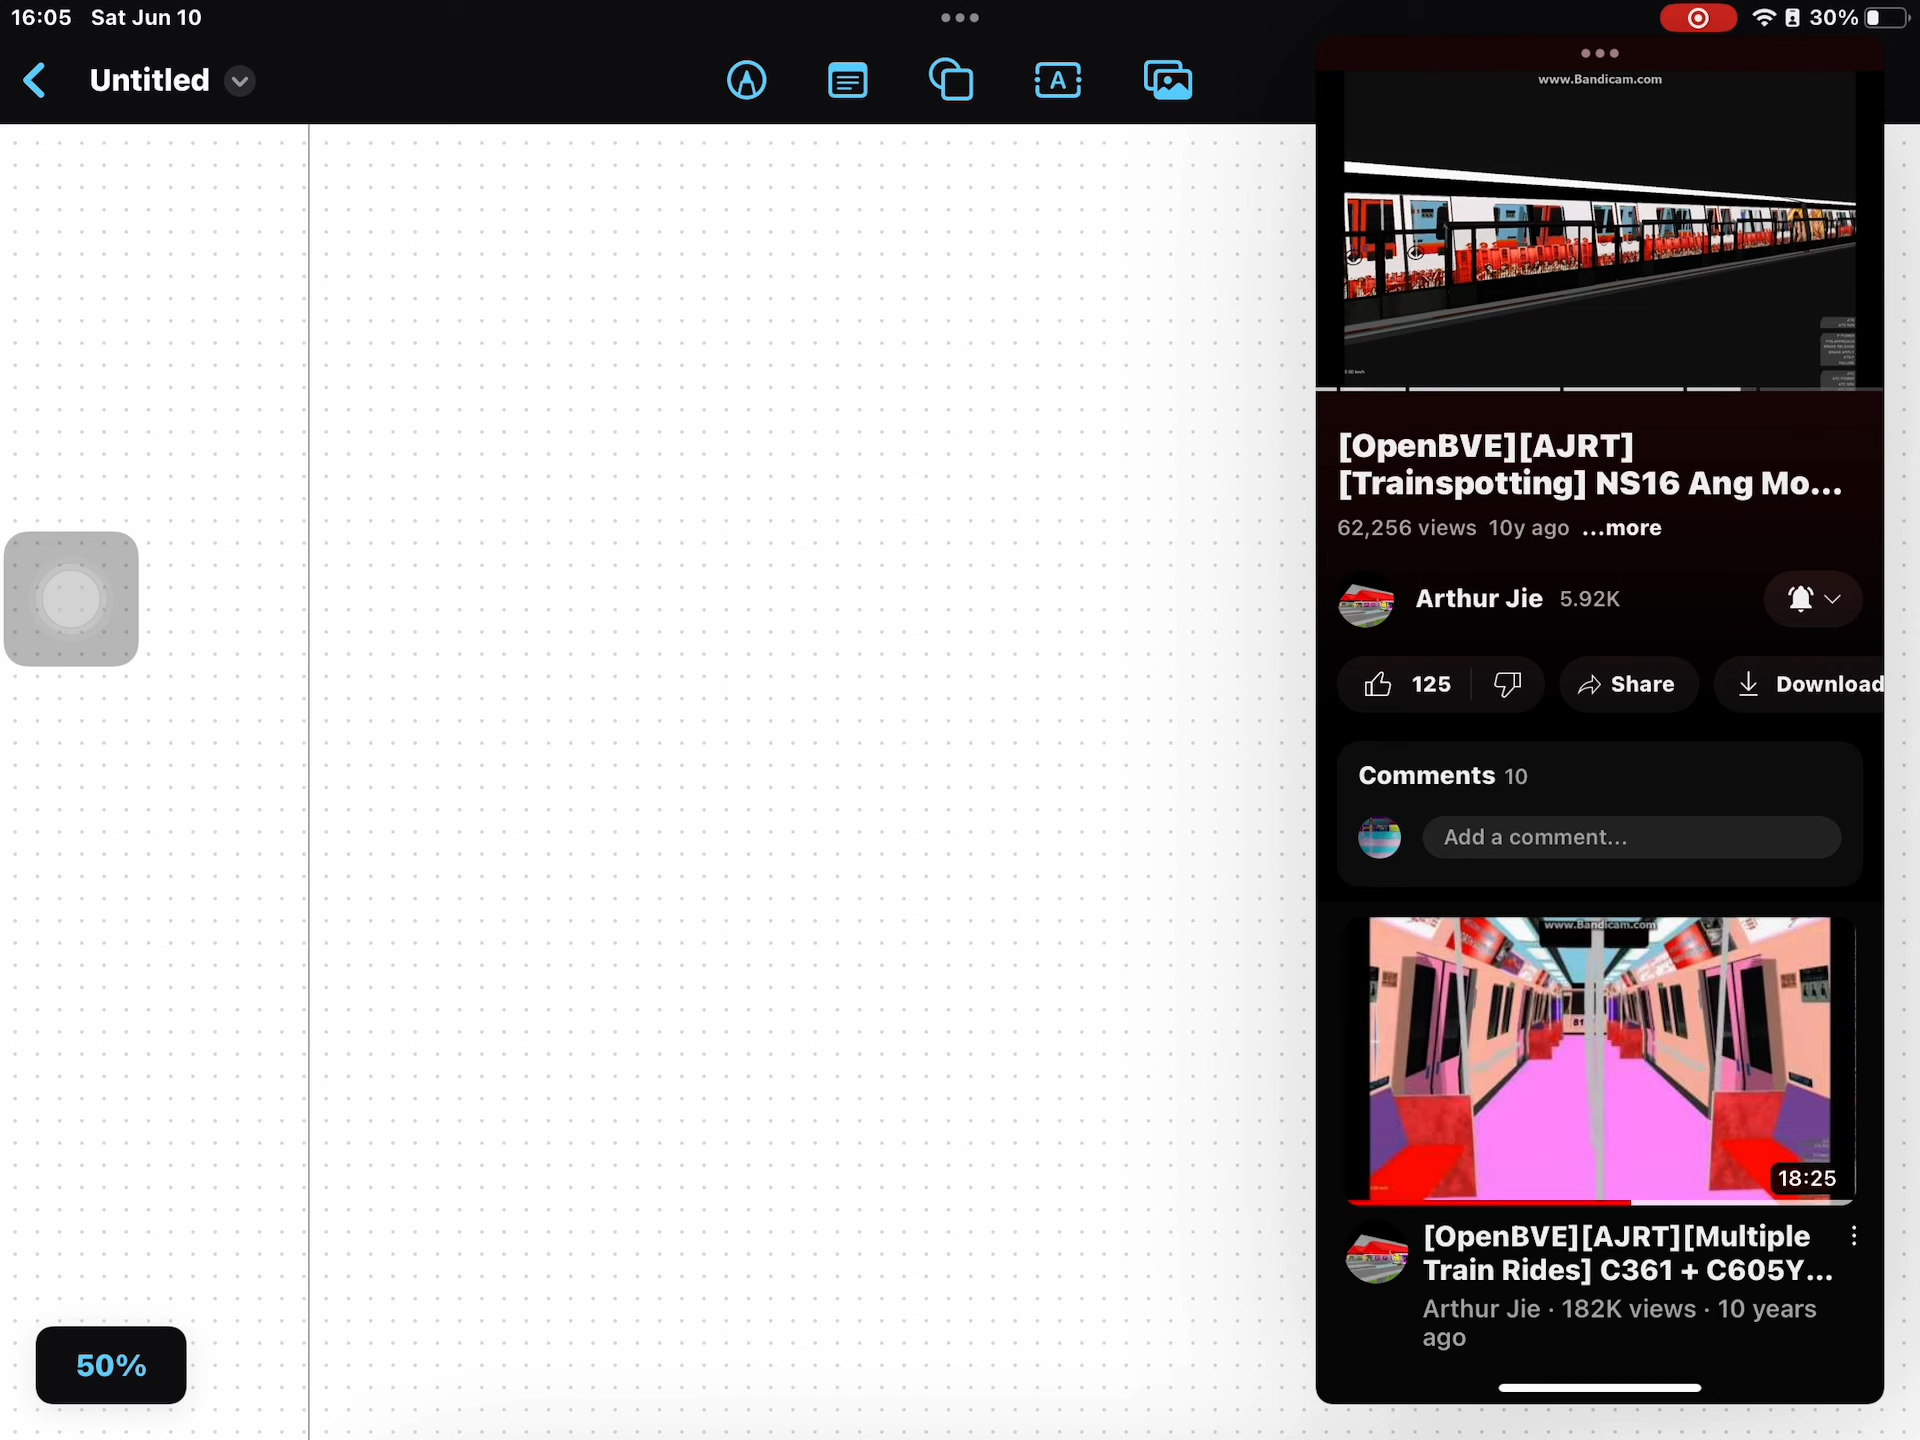 16:05 Sat Jun 10
30%
Untitled
www.Bandicam.com
[OpenBVE][AJRT]
[Trainspotting] NS16 Ang Mo...
62,256 views 10y ago ...more
Arthur Jie 5.92K
125
Share
Download
Comments 10
Add a comment...
www.Bandicam.com
18:25
[OpenBVE][AJRT][Multiple
Train Rides] C361 + C605Y...
Arthur Jie · 182K views · 10 years
ago
50%